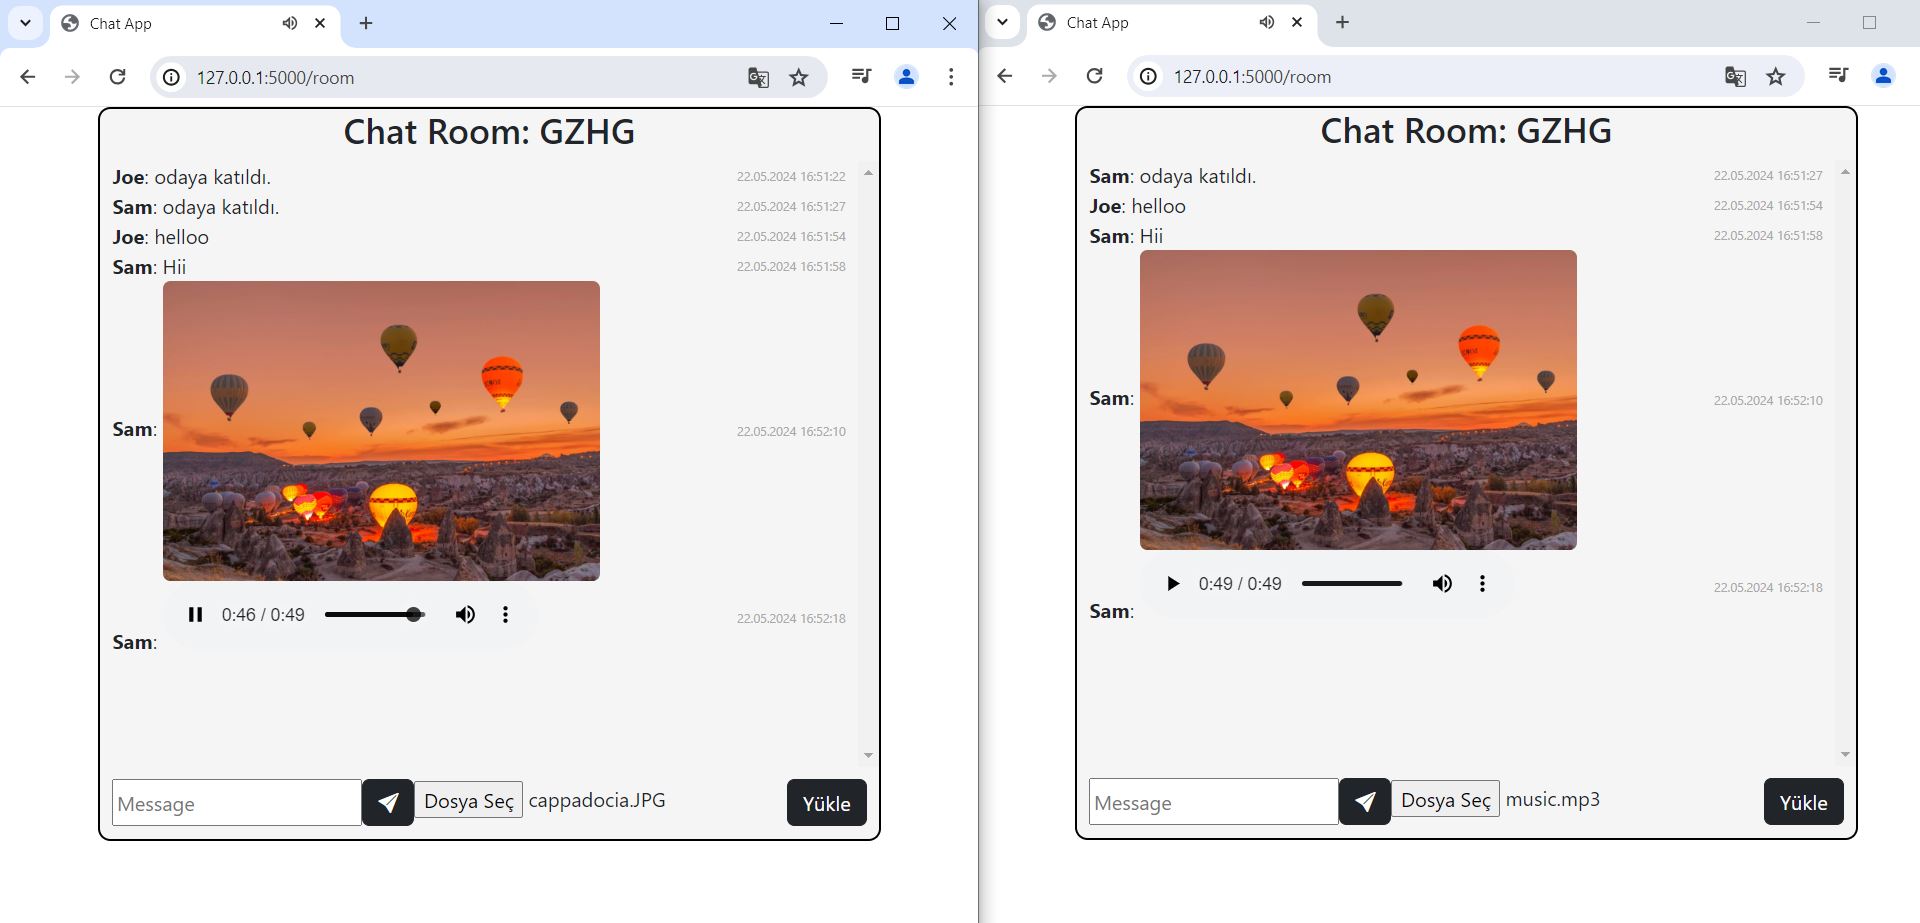 Chat App
127.0.0.1:5000/room
Chat Room: GZHG
Joe: odaya katıldı. 22.05.2024 16:51:22
Sam: odaya katıldı. 22.05.2024 16:51:27
Joe: helloo 22.05.2024 16:51:54
Sam: Hii 22.05.2024 16:51:58
Sam: 22.05.2024 16:52:10
0:46 / 0:49 22.05.2024 16:52:18
Sam:
Message Dosya Seç cappadocia.JPG Yükle
Chat App
127.0.0.1:5000/room
Chat Room: GZHG
Sam: odaya katıldı. 22.05.2024 16:51:27
Joe: helloo 22.05.2024 16:51:54
Sam: Hii 22.05.2024 16:51:58
Sam: 22.05.2024 16:52:10
0:49 / 0:49 22.05.2024 16:52:18
Sam:
Message Dosya Seç music.mp3 Yükle